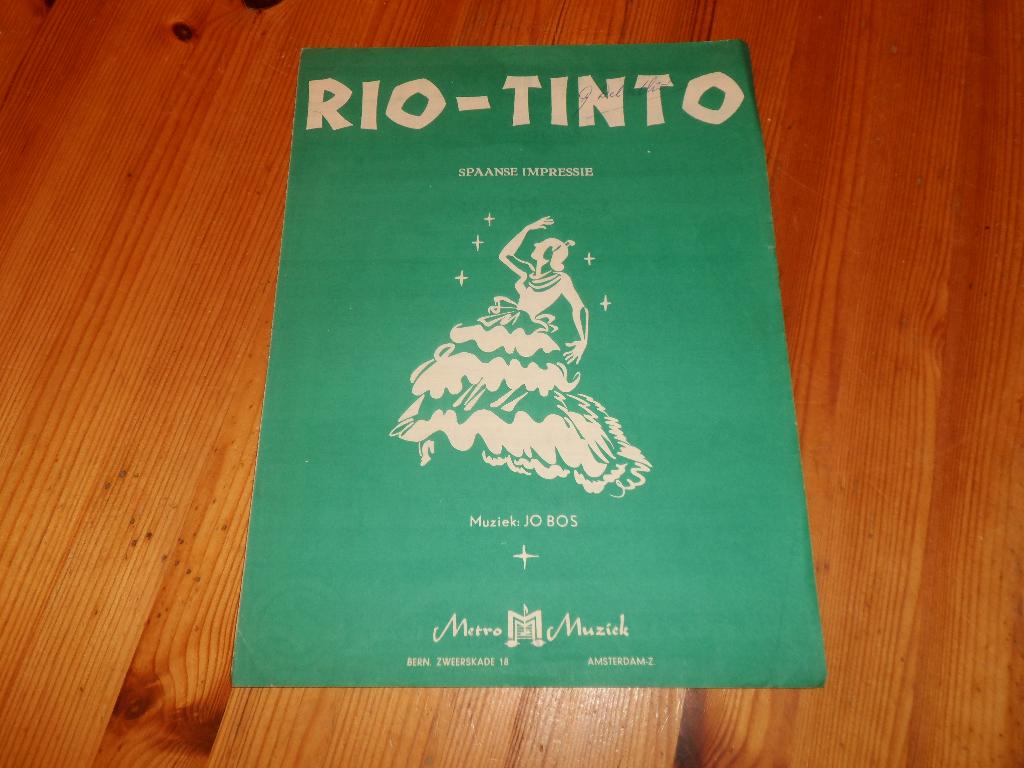 RIO-TINTO
SPAANSE IMPRESSIE
Muziek: JO BOS
Metro M Muziek
BERN. ZWEERSKADE 18 AMSTERDAM-Z.